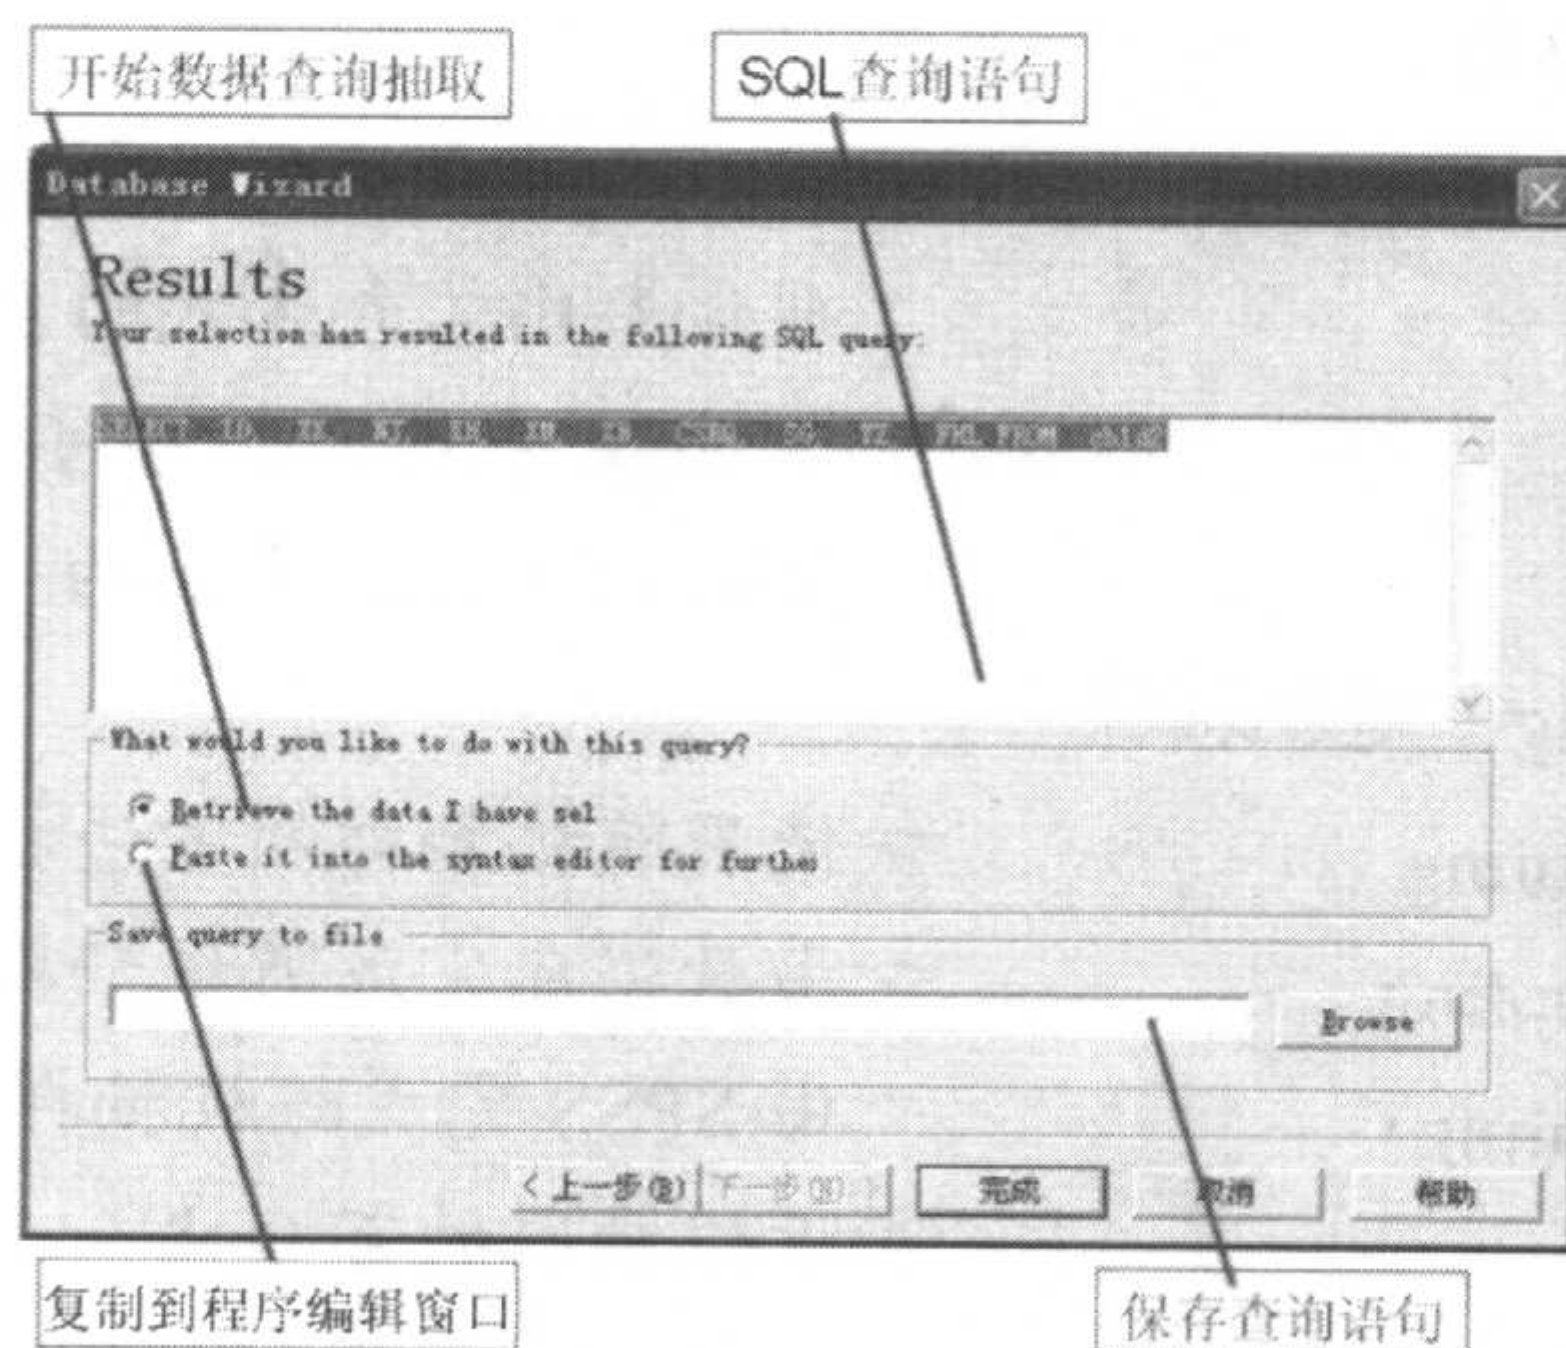 开始数据查询抽取
SQL查询语句
Database Wizard
Results
Your selection has resulted in the following SQL query:
SELECT ID, FROM child
What would you like to do with this query?
Retrieve the data I have sel
Paste it into the syntax editor for further
Save query to file
Browse
<上一步(B)
下一步(N)>
完成
取消
帮助
复制到程序编辑窗口
保存查询语句